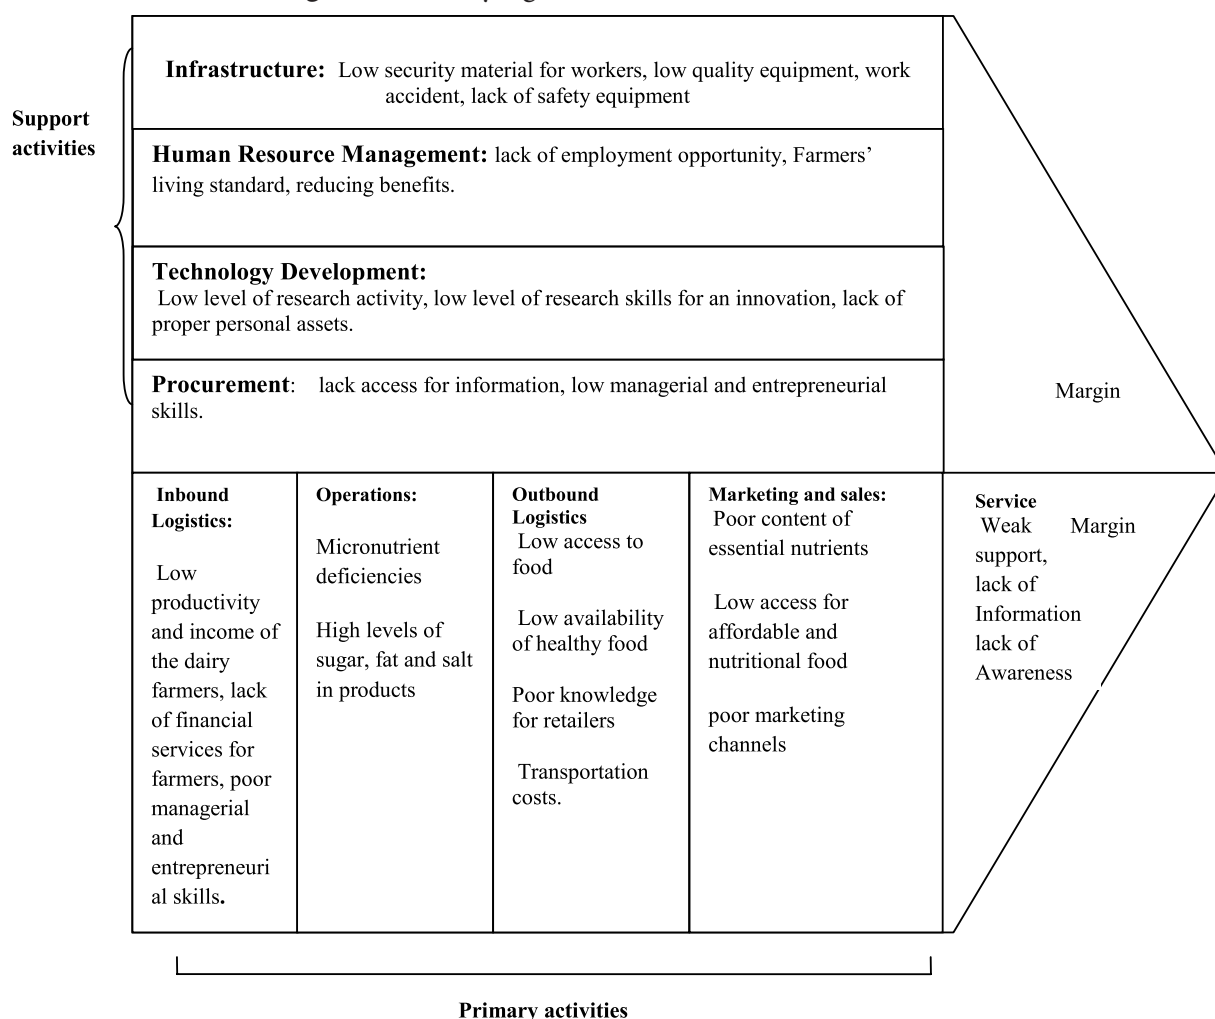 Infrastructure: Low security material for workers, low quality equipment, work
accident, lack of safety equipment
Support
activities
Human Resource Management: lack of employment opportunity, Farmers’
living standard, reducing benefits.
Technology Development:
Low level of research activity, low level of research skills for an innovation, lack of
proper personal assets.
Procurement: lack access for information, low managerial and entrepreneurial
skills.
Margin
Inbound
Logistics:
Low
productivity
and income of
the dairy
farmers, lack
of financial
services for
farmers, poor
managerial
and
entrepreneuri
al skills.
Operations:
Micronutrient
deficiencies
High levels of
sugar, fat and salt
in products
Outbound
Logistics
Low access to
food
Low availability
of healthy food
Poor knowledge
for retailers
Transportation
costs.
Marketing and sales:
Poor content of
essential nutrients
Low access for
affordable and
nutritional food
poor marketing
channels
Service
Weak
support,
lack of
Information
lack of
Awareness
Margin
Primary activities